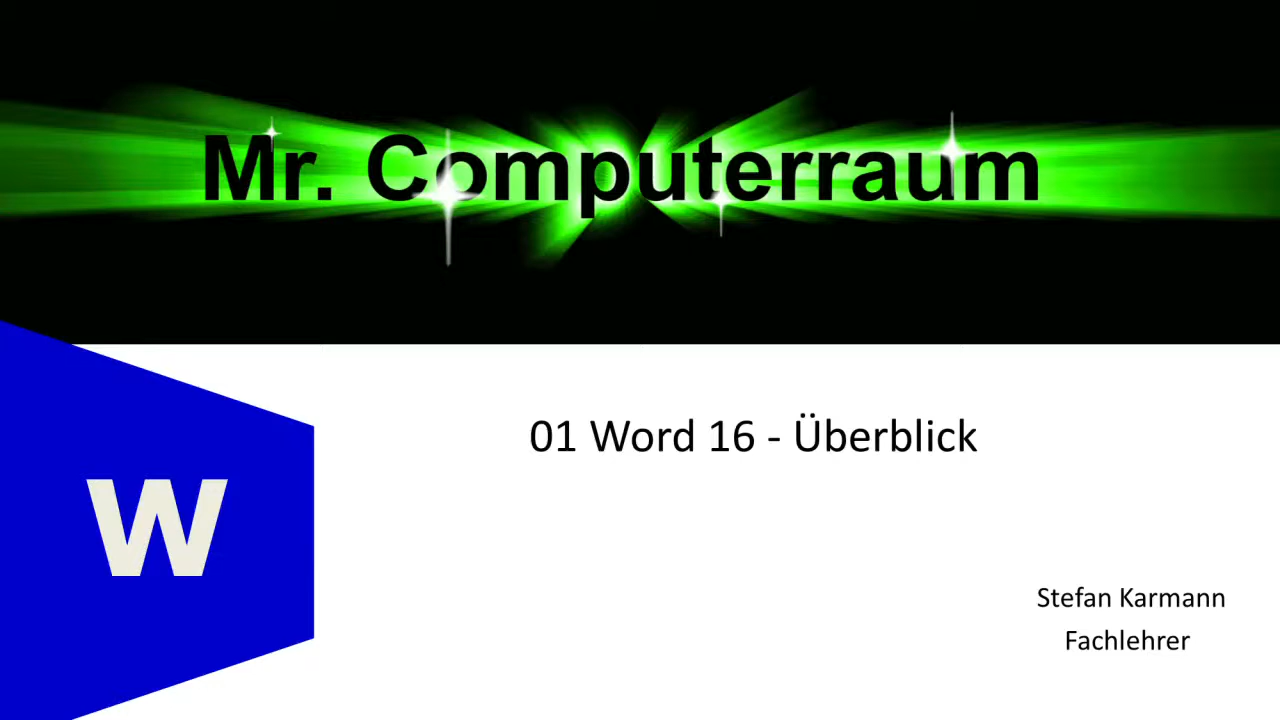 Mr. Computerraum
01 Word 16 - Überblick
W
Stefan Karmann
Fachlehrer